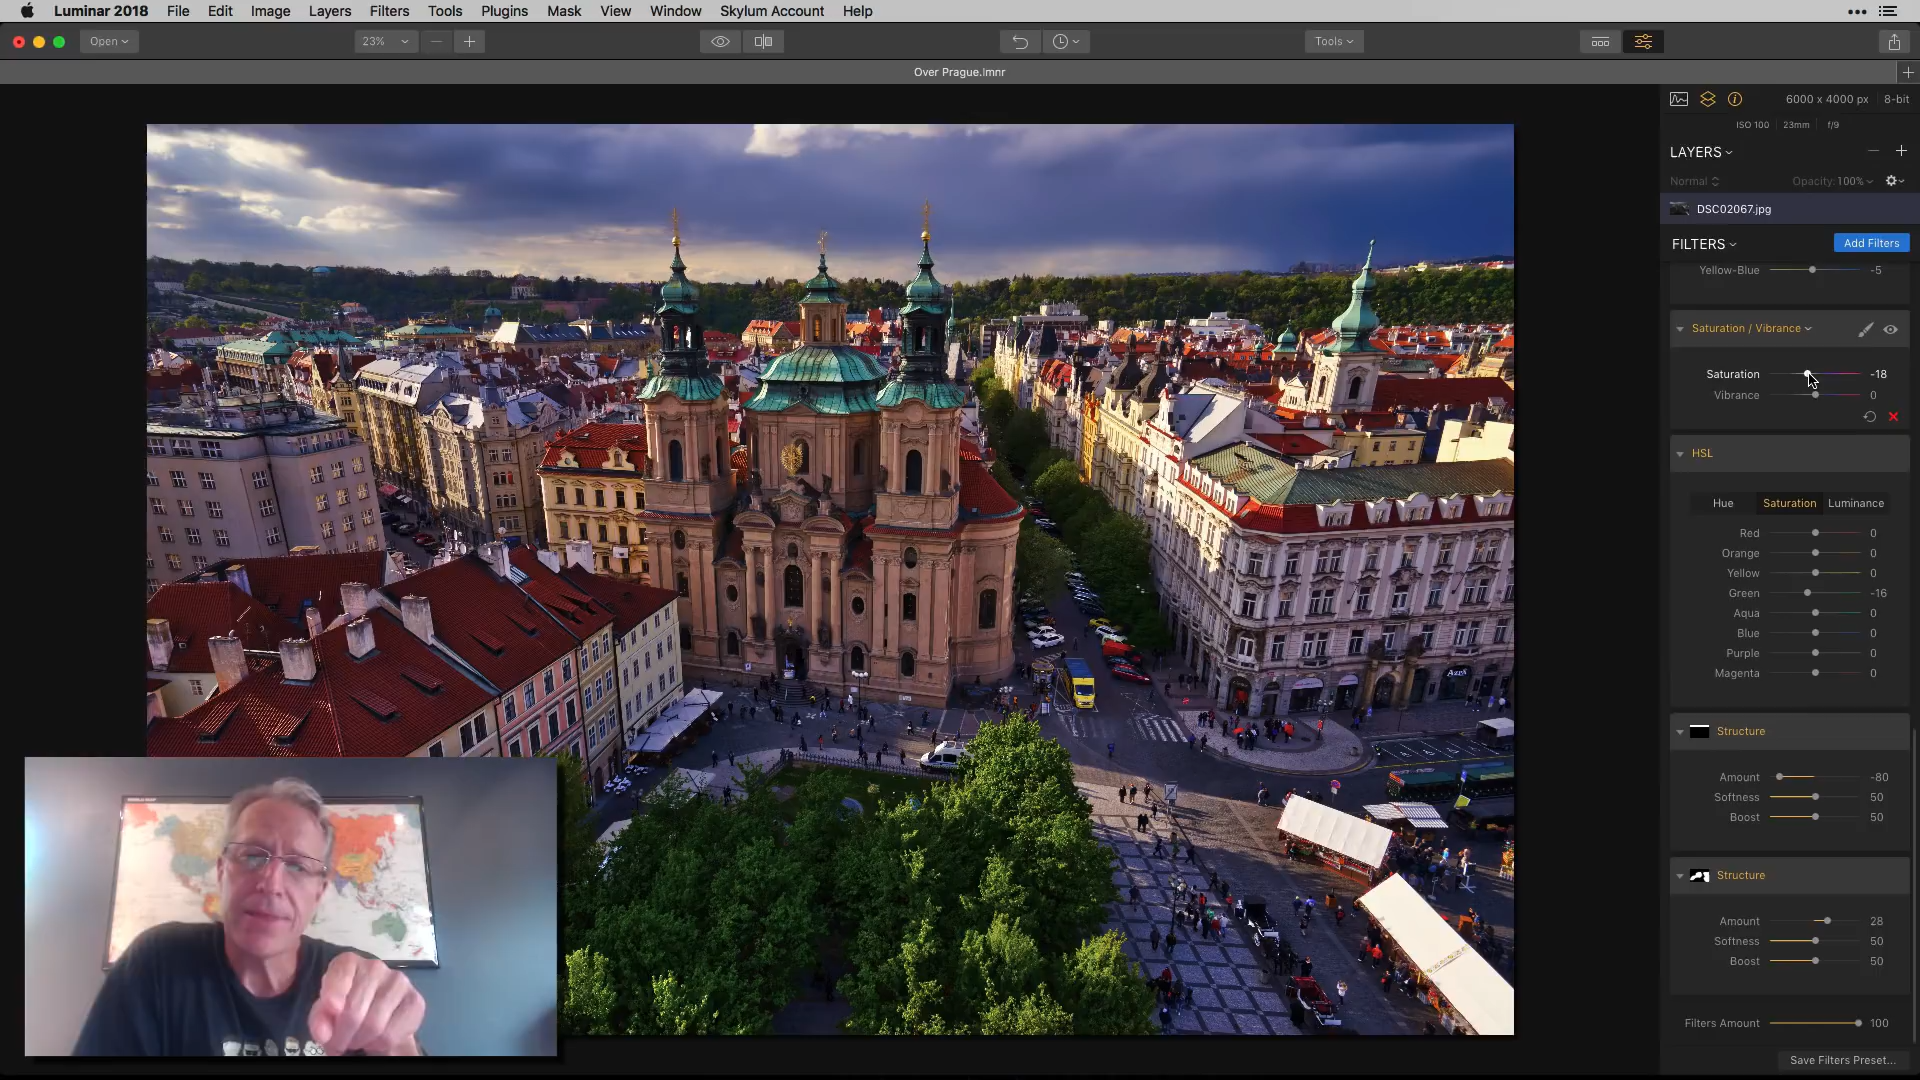 Luminar 2018 File Edit Image Layers Filters Tools Plugins Mask View Window Skylum Account Help
Open 23% Tools
Over Prague.lmnr
6000 x 4000 px 8-bit
ISO 100 23mm f/9
LAYERS
Normal Opacity: 100%
DSC02067.jpg
FILTERS Add Filters
Yellow-Blue -5
Saturation / Vibrance
Saturation -18
Vibrance 0
HSL
Hue Saturation Luminance
Red 0
Orange 0
Yellow 0
Green -16
Aqua 0
Blue 0
Purple 0
Magenta 0
Structure
Amount -80
Softness 50
Boost 50
Structure
Amount 28
Softness 50
Boost 50
Filters Amount 100
Save Filters Preset...